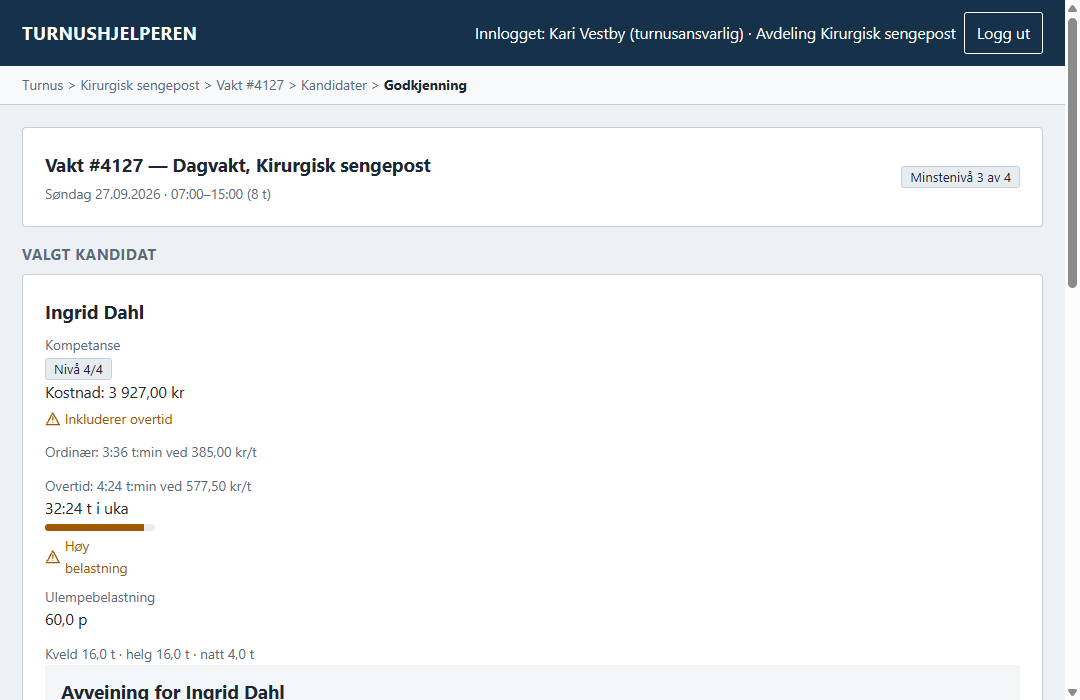 TURNUSHJELPEREN
Innlogget: Kari Vestby (turnusansvarlig) · Avdeling Kirurgisk sengepost
Logg ut
Turnus > Kirurgisk sengepost > Vakt #4127 > Kandidater > Godkjenning
Vakt #4127 — Dagvakt, Kirurgisk sengepost
Søndag 27.09.2026 · 07:00–15:00 (8 t)
Minstenivå 3 av 4
VALGT KANDIDAT
Ingrid Dahl
Kompetanse
Nivå 4/4
Kostnad: 3 927,00 kr
Inkluderer overtid
Ordinær: 3:36 t:min ved 385,00 kr/t
Overtid: 4:24 t:min ved 577,50 kr/t
32:24 t i uka
Høy
belastning
Ulempebelastning
60,0 p
Kveld 16,0 t · helg 16,0 t · natt 4,0 t
Avveining for Ingrid Dahl